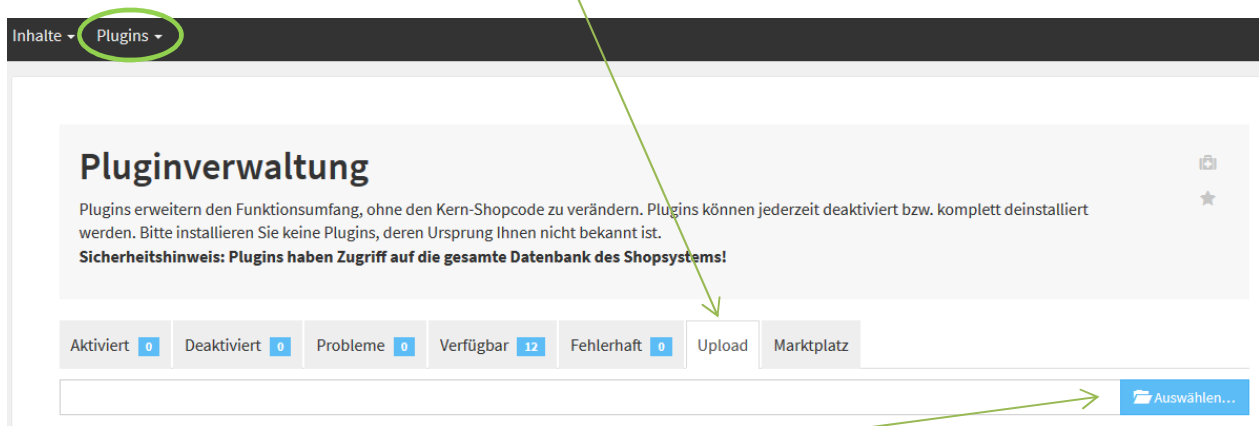 Inhalte Plugins
Pluginverwaltung
Plugins erweitern den Funktionsumfang, ohne den Kern-Shopcode zu verändern. Plugins können jederzeit deaktiviert bzw. komplett deinstalliert
werden. Bitte installieren Sie keine Plugins, deren Ursprung Ihnen nicht bekannt ist.
Sicherheitshinweis: Plugins haben Zugriff auf die gesamte Datenbank des Shopsystems!
Aktiviert 0 Deaktiviert 0 Probleme 0 Verfügbar 12 Fehlerhaft 0 Upload Marktplatz
Auswählen...